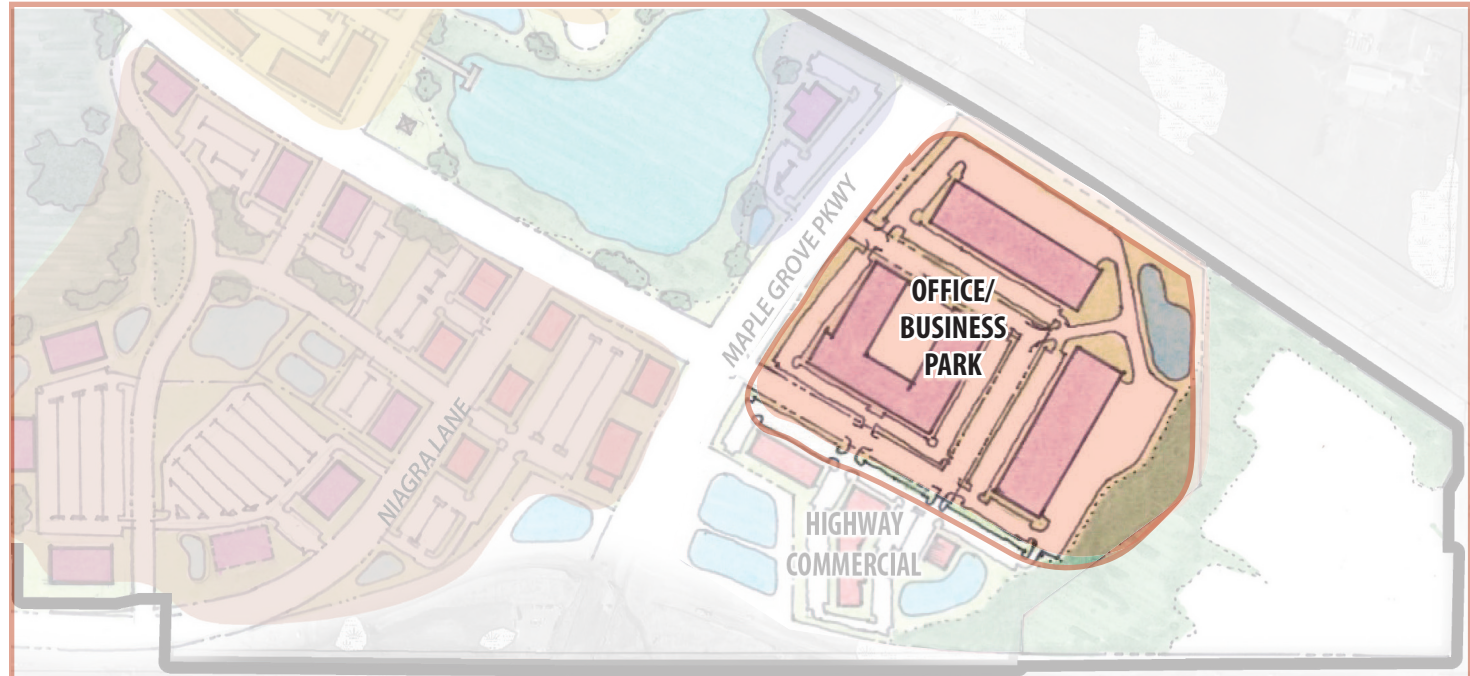 MAPLE GROVE PKWY
OFFICE/
BUSINESS
PARK
NIAGRA LANE
HIGHWAY
COMMERCIAL